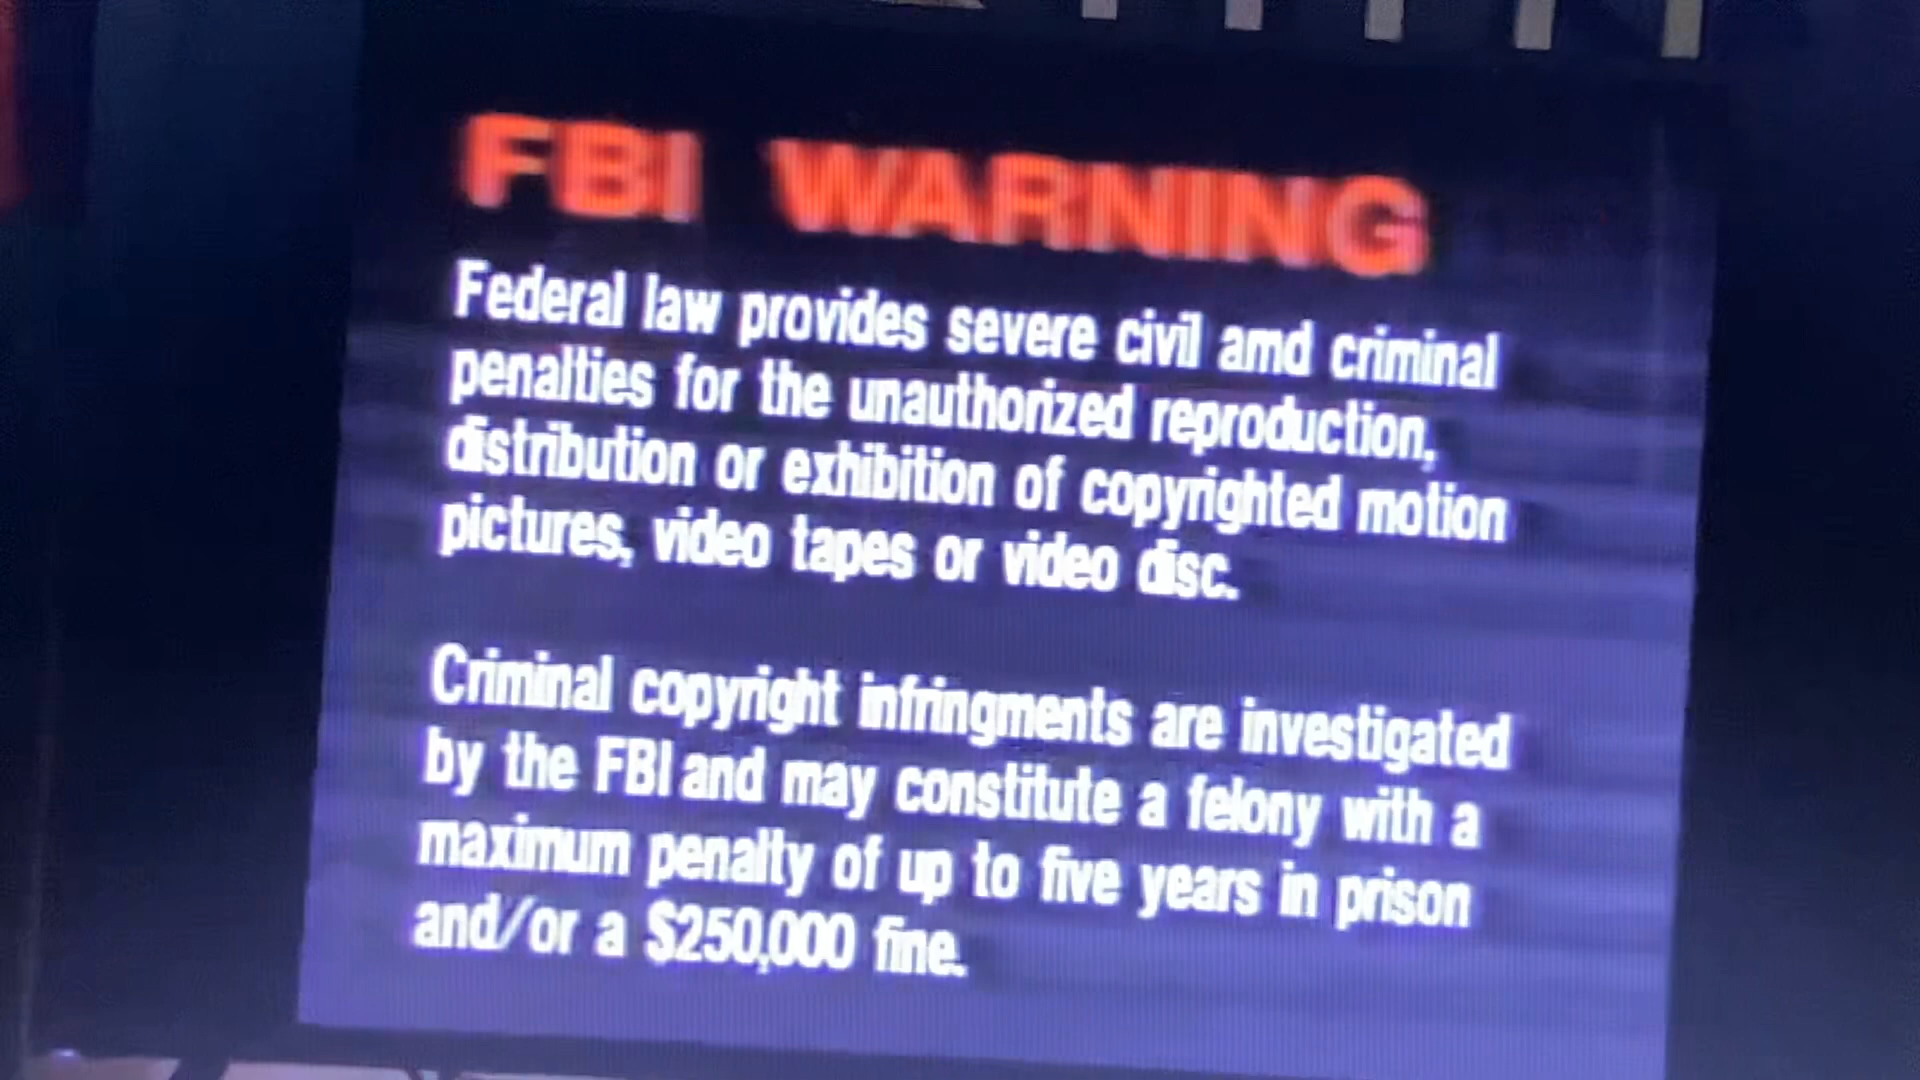 FBI WARNING
Federal law provides severe civil amd criminal
penalties for the unauthorized reproduction,
distribution or exhibition of copyrighted motion
pictures, video tapes or video disc.
Criminal copyright infringments are investigated
by the FBI and may constitute a felony with a
maximum penalty of up to five years in prison
and/or a $250,000 fine.